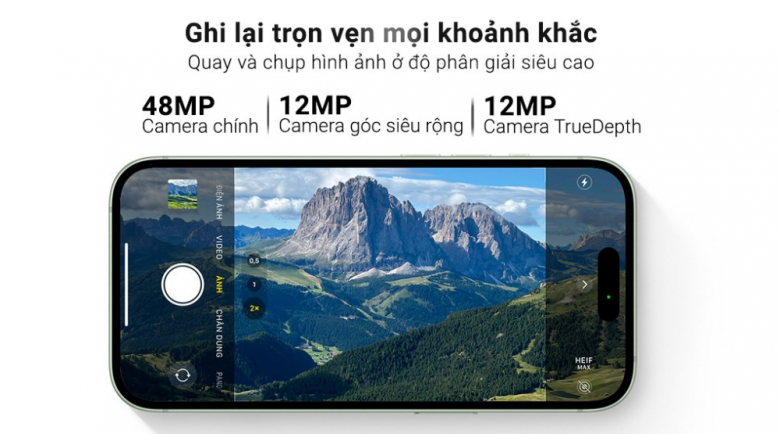 Ghi lại trọn vẹn mọi khoảnh khắc
Quay và chụp hình ảnh ở độ phân giải siêu cao
48MP
Camera chính
12MP
Camera góc siêu rộng
12MP
Camera TrueDepth
ĐIỆN ẢNH
VIDEO
ẢNH
CHÂN DUNG
PANO
0,5
1
2×
HEIF
MAX